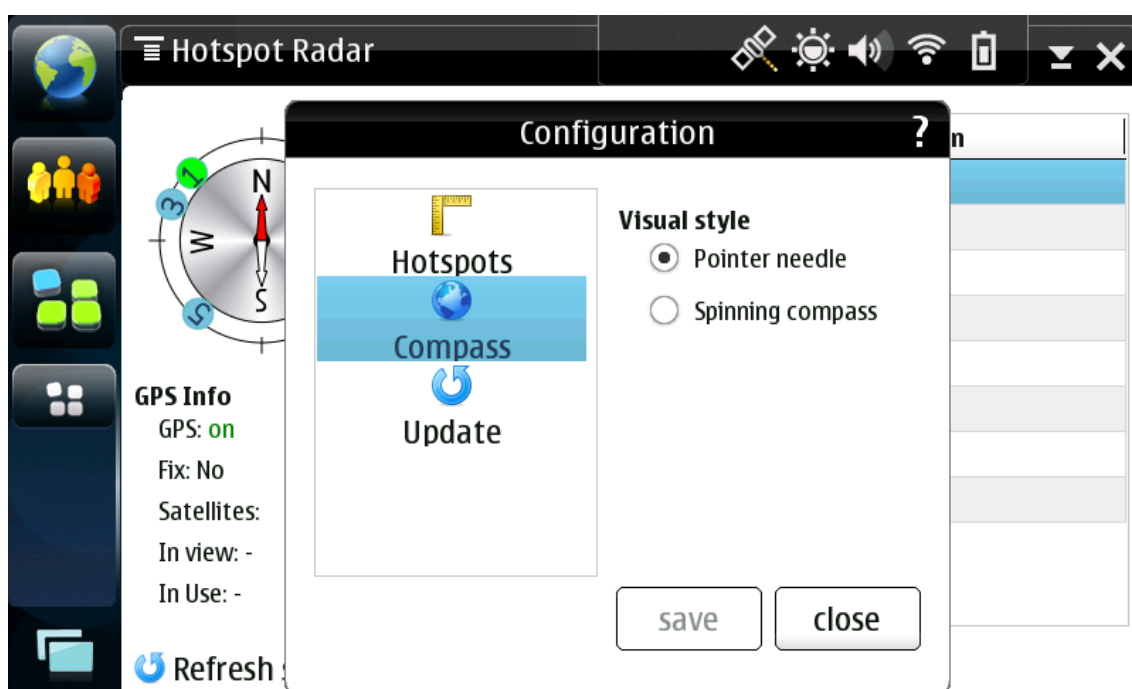 Hotspot Radar
Configuration ?
n
N
1
3
W
S
5
Hotspots
Compass
Update
Visual style
Pointer needle
Spinning compass
GPS Info
GPS: on
Fix: No
Satellites:
In view: -
In Use: -
save
close
Refresh